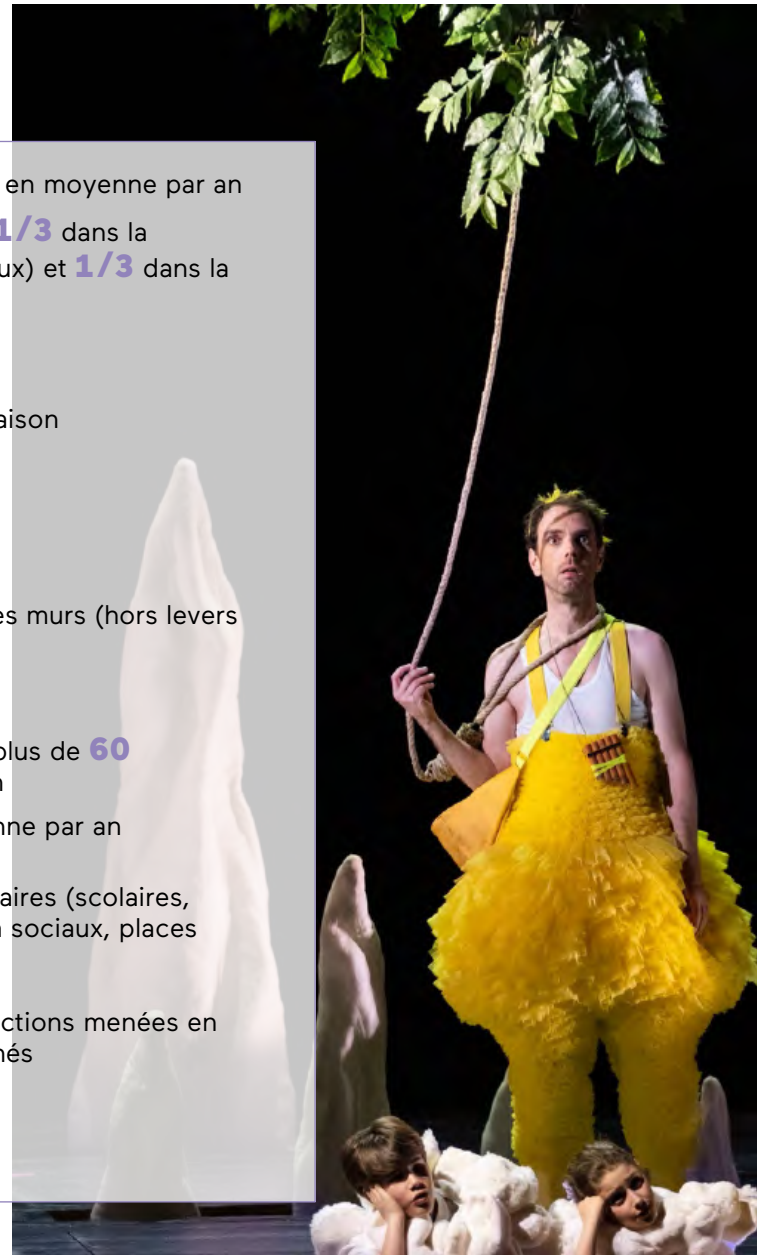 en moyenne par an
1/3 dans la
ux) et 1/3 dans la
aison
es murs (hors levers
plus de 60
n
nne par an
aires (scolaires,
n sociaux, places
ctions menées en
nés